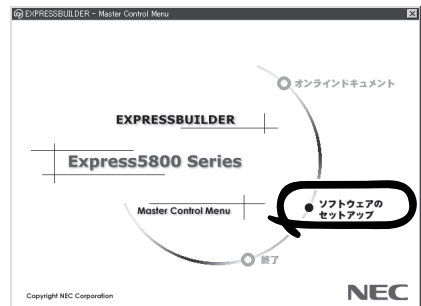 EXPRESSBUILDER - Master Control Menu
オンラインドキュメント
EXPRESSBUILDER
Express5800 Series
Master Control Menu
ソフトウェアの
セットアップ
終了
Copyright NEC Corporation
NEC